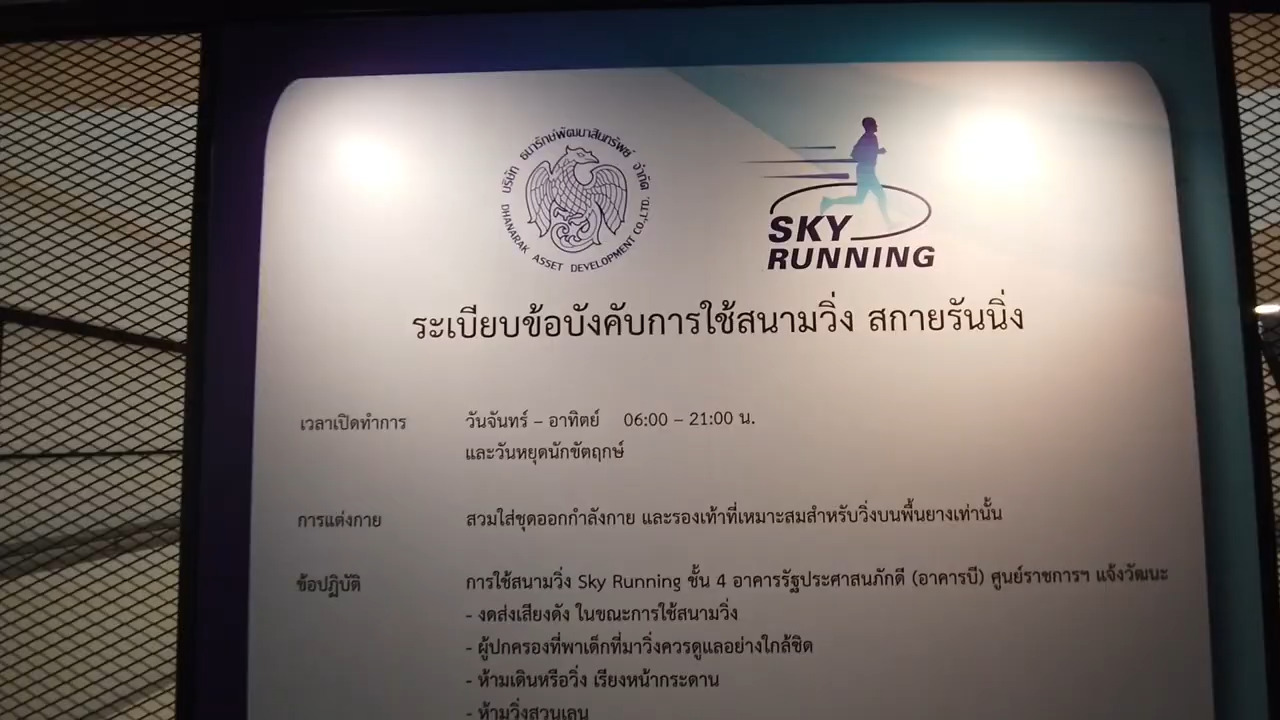 บริษัท ธนารักษ์พัฒนาสินทรัพย์ จำกัด
DHANARAK ASSET DEVELOPMENT CO.,LTD.
SKY
RUNNING
ระเบียบข้อบังคับการใช้สนามวิ่ง สกายรันนิ่ง
เวลาเปิดทำการ วันจันทร์ – อาทิตย์ 06:00 – 21:00 น.
และวันหยุดนักขัตฤกษ์
การแต่งกาย สวมใส่ชุดออกกำลังกาย และรองเท้าที่เหมาะสมสำหรับวิ่งบนพื้นยางเท่านั้น
ข้อปฏิบัติ การใช้สนามวิ่ง Sky Running ชั้น 4 อาคารรัฐประศาสนภักดี (อาคารบี) ศูนย์ราชการฯ แจ้งวัฒนะ
- งดส่งเสียงดัง ในขณะการใช้สนามวิ่ง
- ผู้ปกครองที่พาเด็กที่มาวิ่งควรดูแลอย่างใกล้ชิด
- ห้ามเดินหรือวิ่ง เรียงหน้ากระดาน
- ห้ามวิ่งสวนเลน